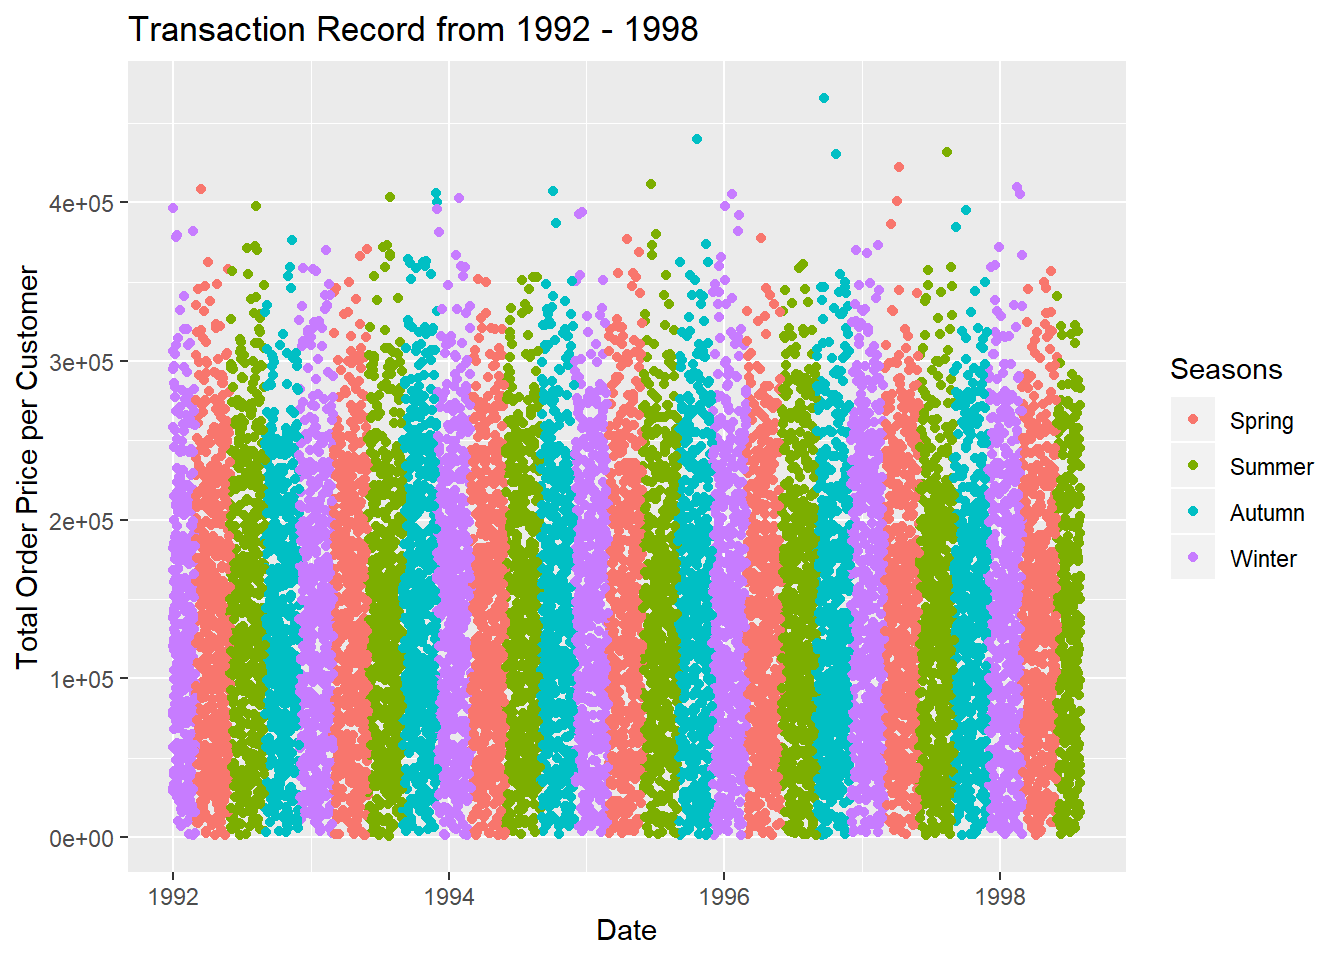 Transaction Record from 1992 - 1998
Total Order Price per Customer
4e+05
3e+05
2e+05
1e+05
0e+00
1992
1994
1996
1998
Date
Seasons
Spring
Summer
Autumn
Winter